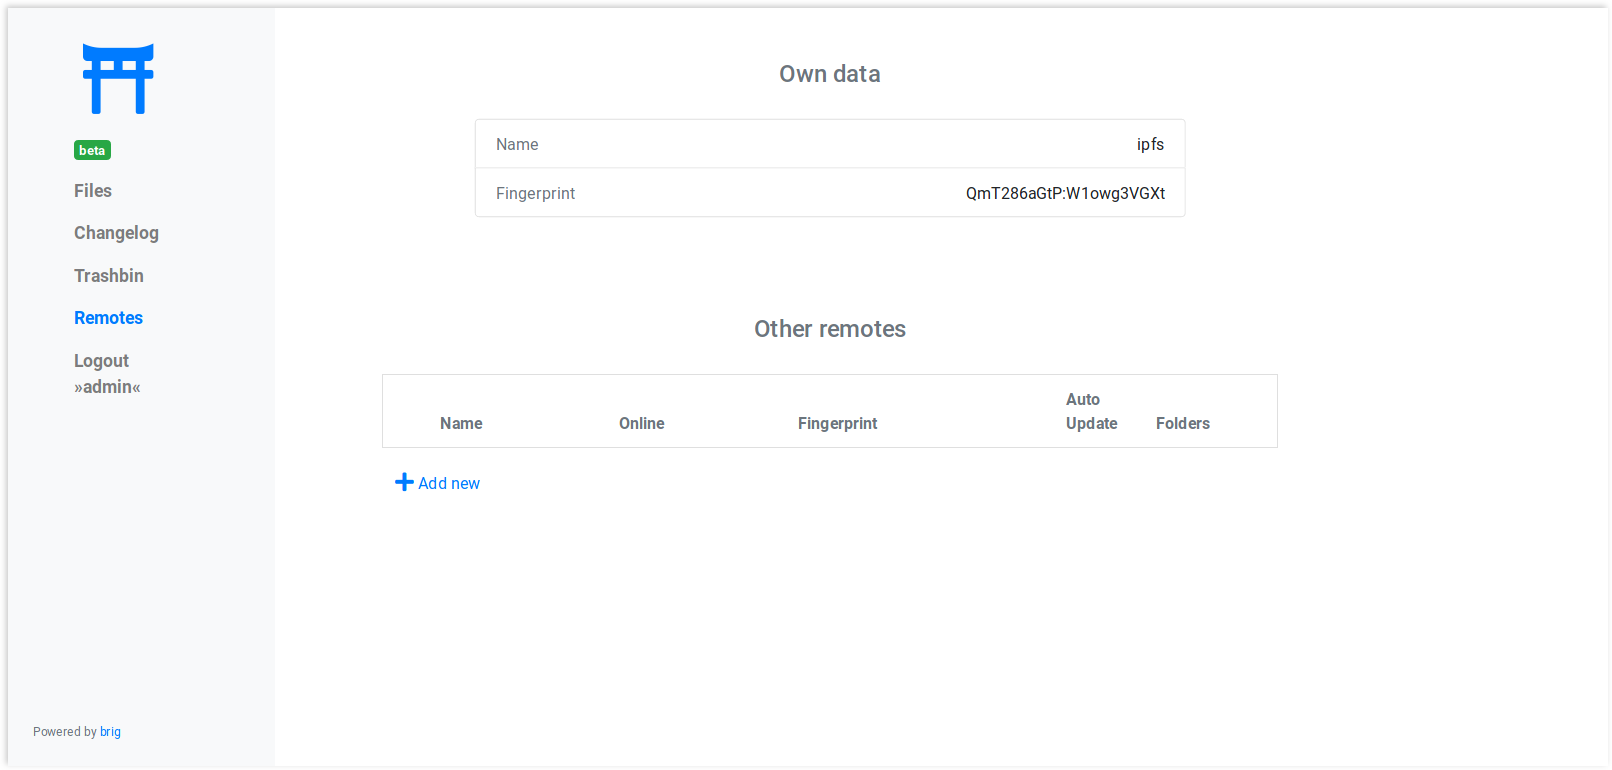 beta
Files
Changelog
Trashbin
Remotes
Logout
»admin«
Powered by brig
Own data
Name ipfs
Fingerprint QmT286aGtP:W1owg3VGXt
Other remotes
Name Online Fingerprint Auto Update Folders
Add new